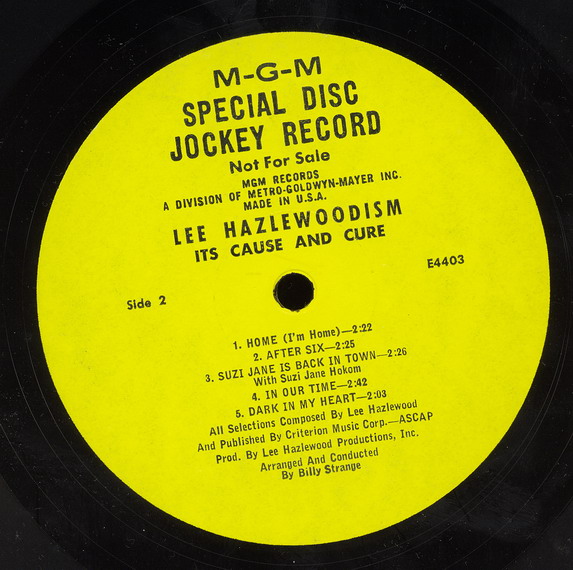 M-G-M
SPECIAL DISC
JOCKEY RECORD
Not For Sale
MGM RECORDS
A DIVISION OF METRO-GOLDWYN-MAYER INC.
MADE IN U.S.A.
LEE HAZLEWOODISM
ITS CAUSE AND CURE
E4403
Side 2
1. HOME (I'm Home)—2:22
2. AFTER SIX—2:25
3. SUZI JANE IS BACK IN TOWN—2:26
With Suzi Jane Hokom
4. IN OUR TIME—2:42
5. DARK IN MY HEART—2:03
All Selections Composed By Lee Hazlewood
And Published By Criterion Music Corp.—ASCAP
Prod. By Lee Hazlewood Productions, Inc.
Arranged And Conducted
By Billy Strange